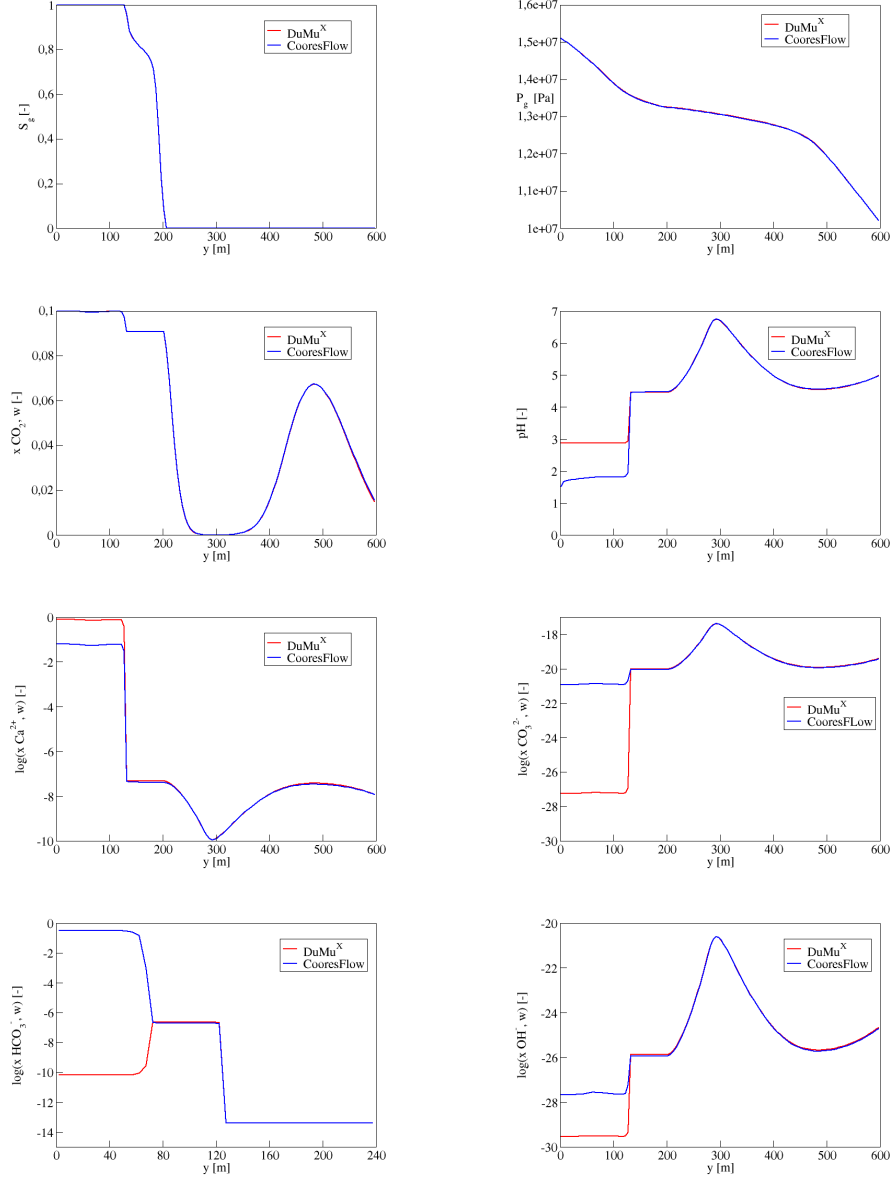 1
0,8
0,6
0,4
0,2
0
S_g [-]
DuMu^X
CooresFlow
0 100 200 300 400 500 600
y [m]
1,6e+07
1,5e+07
1,4e+07
1,3e+07
1,2e+07
1,1e+07
1e+07
P_g [Pa]
DuMu^X
CooresFlow
0 100 200 300 400 500 600
y [m]
0,1
0,08
0,06
0,04
0,02
0
x CO_2, w [-]
DuMu^X
CooresFlow
0 100 200 300 400 500 600
y [m]
7
6
5
4
3
2
1
0
pH [-]
DuMu^X
CooresFlow
0 100 200 300 400 500 600
y [m]
0
-2
-4
-6
-8
-10
log(x Ca^2+, w) [-]
DuMu^X
CooresFlow
0 100 200 300 400 500 600
y [m]
-18
-20
-22
-24
-26
-28
-30
log(x CO_3^2-, w) [-]
DuMu^X
CooresFLow
0 100 200 300 400 500 600
y [m]
0
-2
-4
-6
-8
-10
-12
-14
log(x HCO_3^-, w) [-]
DuMu^X
CooresFlow
0 40 80 120 160 200 240
y [m]
-20
-22
-24
-26
-28
-30
log(x OH^-, w) [-]
DuMu^X
CooresFlow
0 100 200 300 400 500 600
y [m]